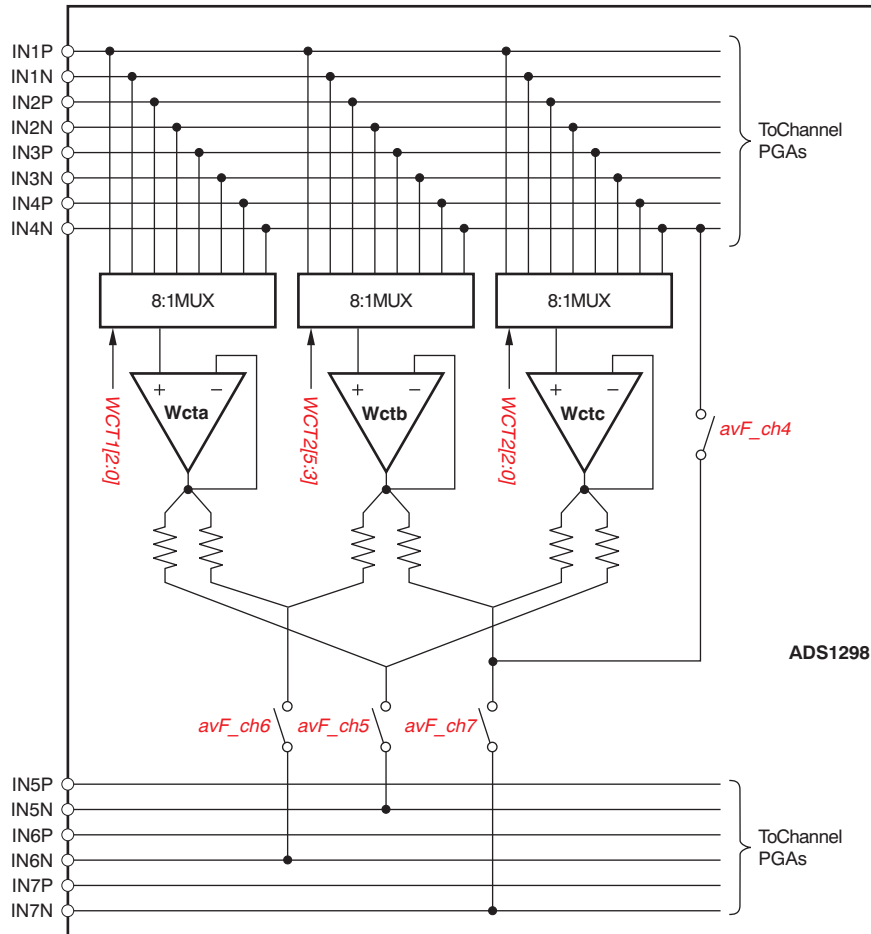 IN1P
IN1N
IN2P
IN2N
IN3P
IN3N
IN4P
IN4N
ToChannel
PGAs
8:1MUX
8:1MUX
8:1MUX
WCT1[2:0]
+
−
Wcta
WCT2[5:3]
+
−
Wctb
WCT2[2:0]
+
−
Wctc
avF_ch4
ADS1298
avF_ch6
avF_ch5
avF_ch7
IN5P
IN5N
IN6P
IN6N
IN7P
IN7N
ToChannel
PGAs